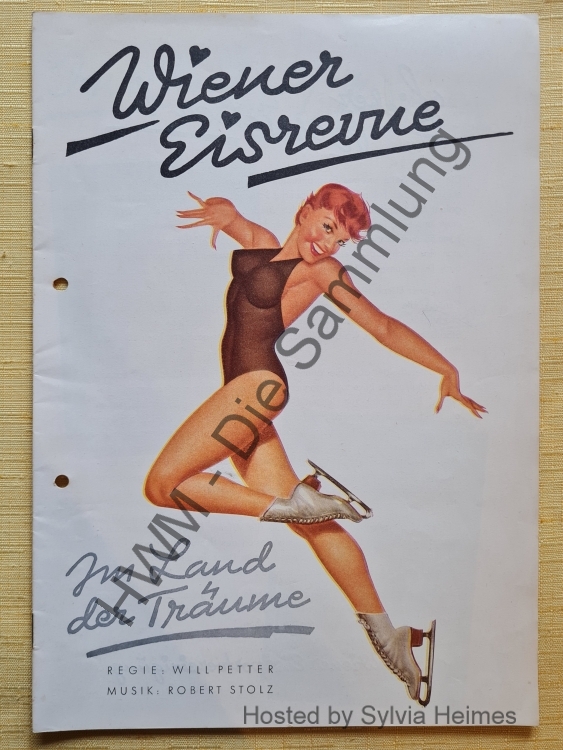 Wiener
Eisrevue
HWM - Die Sammlung
Im Land
der Träume
REGIE: WILL PETTER
MUSIK: ROBERT STOLZ
Hosted by Sylvia Heimes